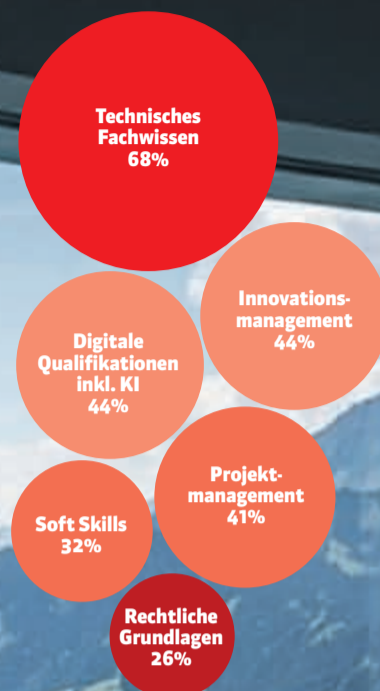 Technisches
Fachwissen
68%
Innovations-
management
44%
Digitale
Qualifikationen
inkl. KI
44%
Projekt-
management
41%
Soft Skills
32%
Rechtliche
Grundlagen
26%